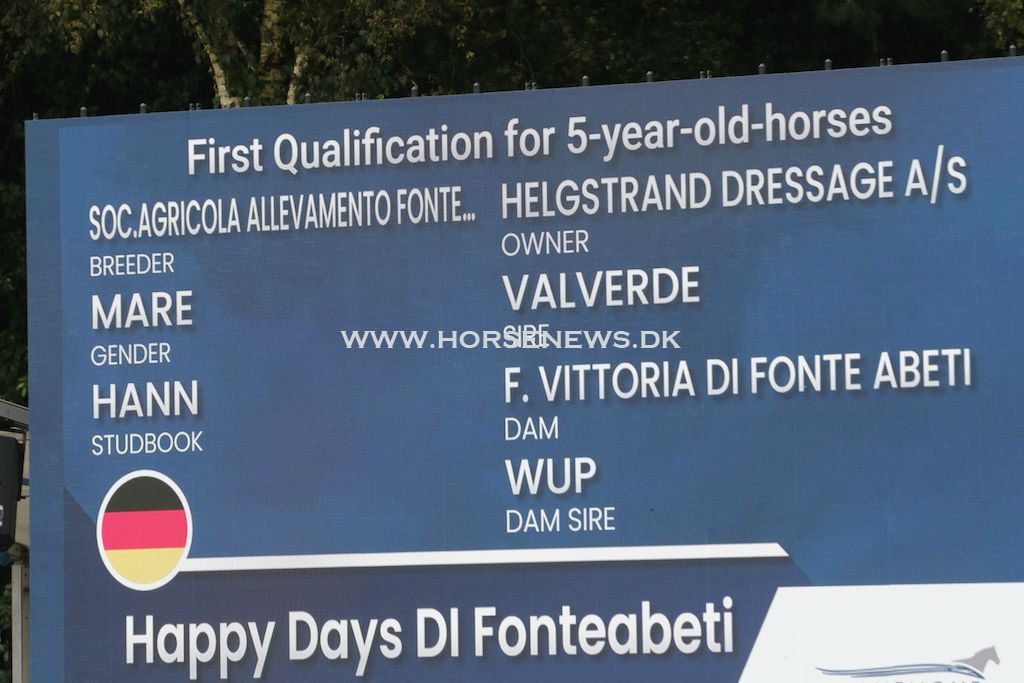 First Qualification for 5-year-old-horses
SOC.AGRICOLA ALLEVAMENTO FONTE...
BREEDER
MARE
GENDER
HANN
STUDBOOK
HELGSTRAND DRESSAGE A/S
OWNER
VALVERDE
SIRE
WWW.HORSENEWS.DK
F. VITTORIA DI FONTE ABETI
DAM
WUP
DAM SIRE
Happy Days DI Fonteabeti